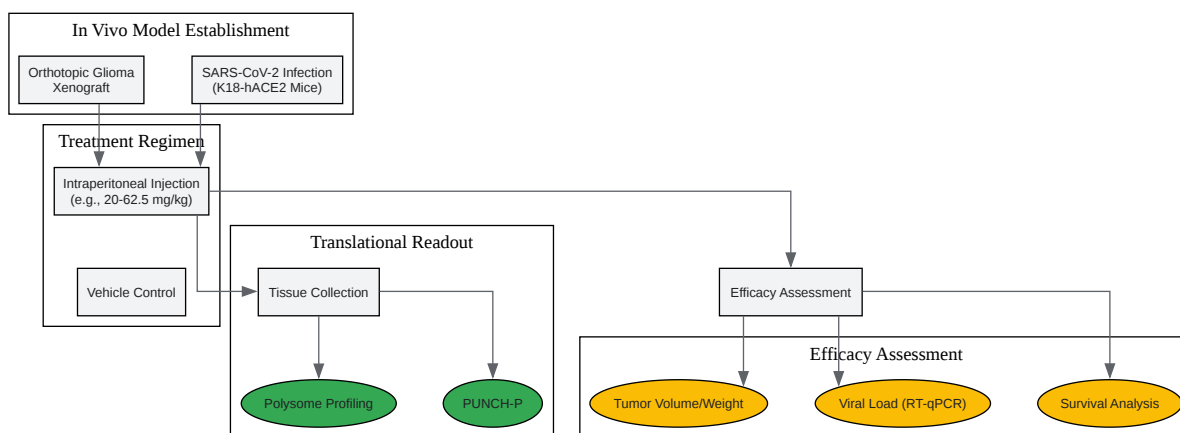 In Vivo Model Establishment
Orthotopic Glioma
Xenograft
SARS-CoV-2 Infection
(K18-hACE2 Mice)
Treatment Regimen
Intraperitoneal Injection
(e.g., 20-62.5 mg/kg)
Vehicle Control
Translational Readout
Tissue Collection
Polysome Profiling
PUNCH-P
Efficacy Assessment
Efficacy Assessment
Tumor Volume/Weight
Viral Load (RT-qPCR)
Survival Analysis